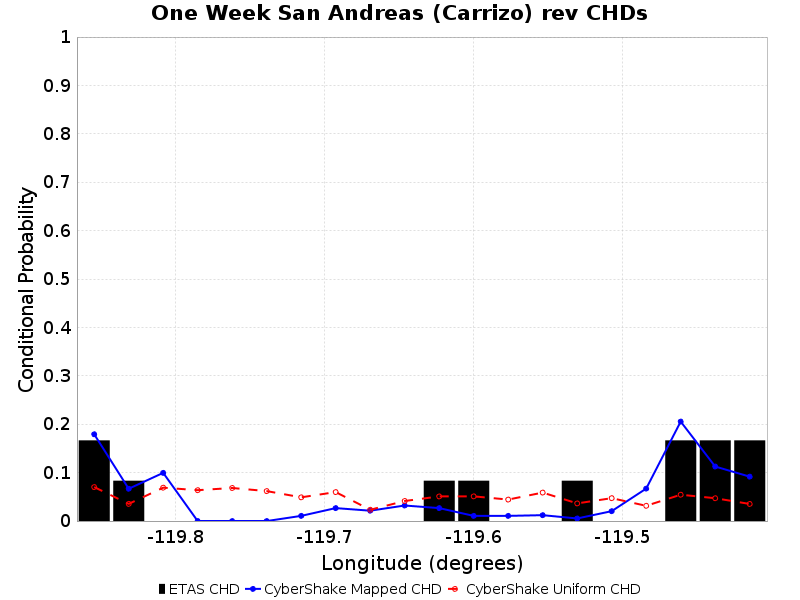 One Week San Andreas (Carrizo) rev CHDs
1
0.9
0.8
0.7
0.6
0.5
0.4
0.3
0.2
0.1
0
Conditional Probability
-119.8 -119.7 -119.6 -119.5
Longitude (degrees)
ETAS CHD CyberShake Mapped CHD CyberShake Uniform CHD